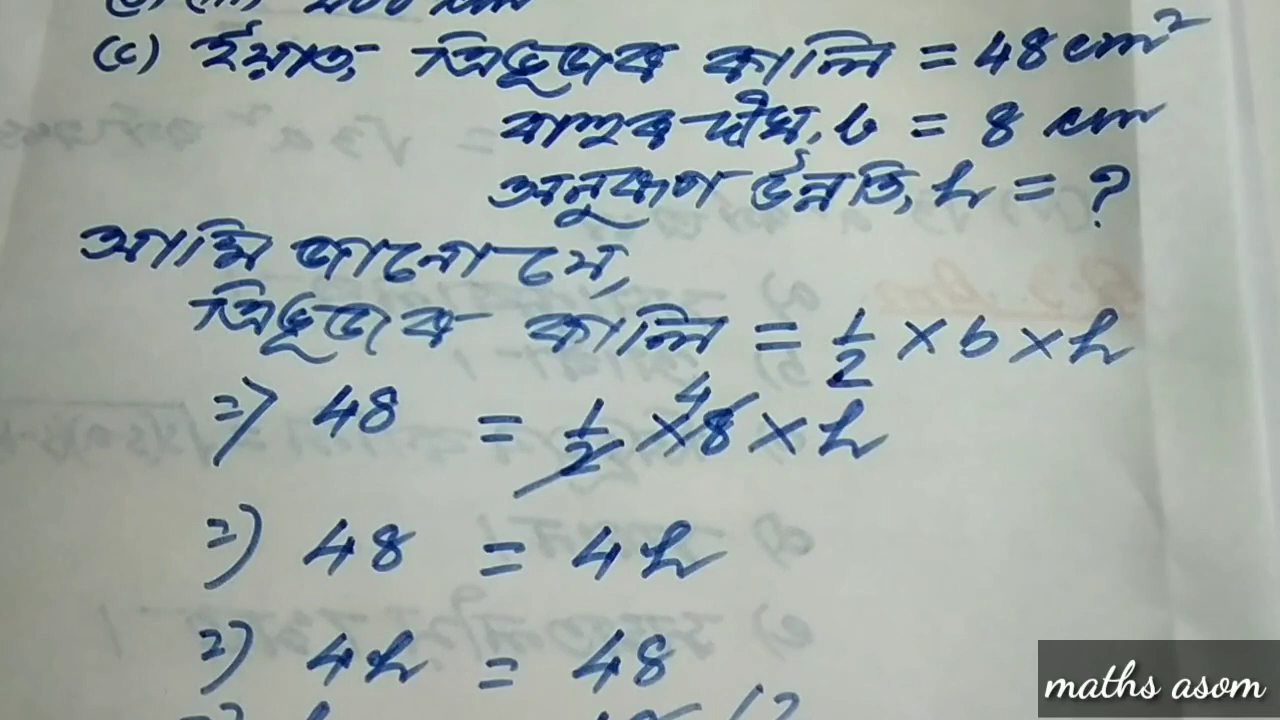 (c) ইয়াত, ত্ৰিভূজৰ কালি = 48 cm²
বাহুৰ দীঘ, b = 8 cm
অনুৰূপ উন্নতি, h = ?
আমি জানো যে,
ত্ৰিভূজৰ কালি = 1/2 × b × h
⇒ 48 = 1/2 × 8 4 × h
⇒ 48 = 4h
⇒ 4h = 48
maths asom